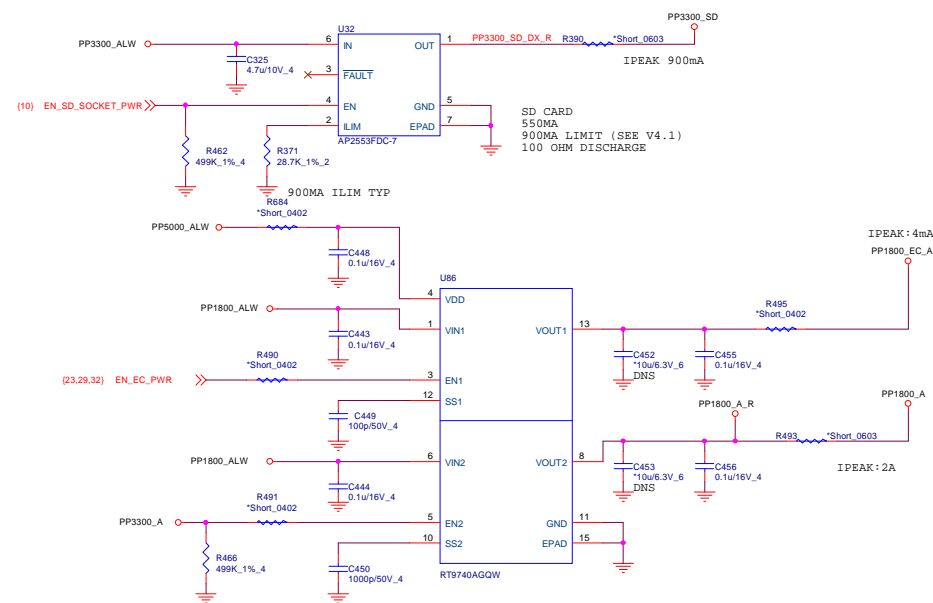 PP3300_SD
U32
PP3300_ALW
6
IN
OUT
1
PP3300_SD_DX_R
R390
*Short_0603
IPEAK 900mA
C325
4.7u/10V_4
3
FAULT
{10} EN_SD_SOCKET_PWR
4
EN
GND
5
2
ILIM
EPAD
7
AP2553FDC-7
SD CARD
550MA
900MA LIMIT (SEE V4.1)
100 OHM DISCHARGE
R462
499K_1%_4
R371
28.7K_1%_2
900MA ILIM TYP
R684
*Short_0402
PP5000_ALW
C448
0.1u/16V_4
IPEAK:4mA
PP1800_EC_A
U86
4
VDD
PP1800_ALW
1
VIN1
VOUT1
13
R495
*Short_0402
C443
0.1u/16V_4
C452
*10u/6.3V_6
DNS
C455
0.1u/16V_4
R490
*Short_0402
{23,29,32} EN_EC_PWR
3
EN1
12
SS1
C449
100p/50V_4
PP1800_A_R
PP1800_A
R493
*Short_0603
IPEAK:2A
PP1800_ALW
6
VIN2
VOUT2
8
C444
0.1u/16V_4
C453
*10u/6.3V_6
DNS
C456
0.1u/16V_4
R491
*Short_0402
PP3300_A
5
EN2
GND
11
10
SS2
EPAD
15
R466
499K_1%_4
C450
1000p/50V_4
RT9740AGQW